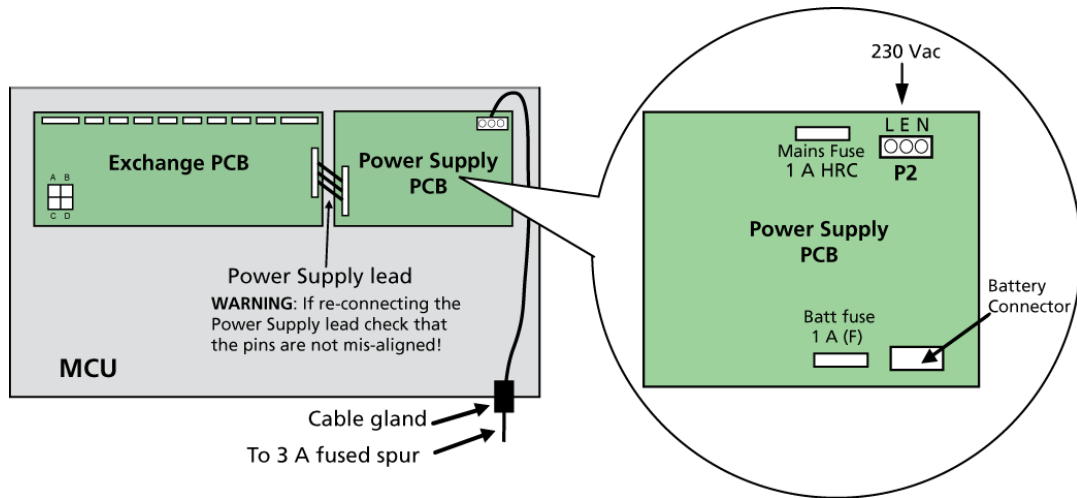 Exchange PCB
A B
C D
Power Supply
PCB
Power Supply lead
WARNING: If re-connecting the
Power Supply lead check that
the pins are not mis-aligned!
MCU
Cable gland
To 3 A fused spur
230 Vac
L E N
Mains Fuse
1 A HRC
P2
Power Supply
PCB
Battery
Connector
Batt fuse
1 A (F)